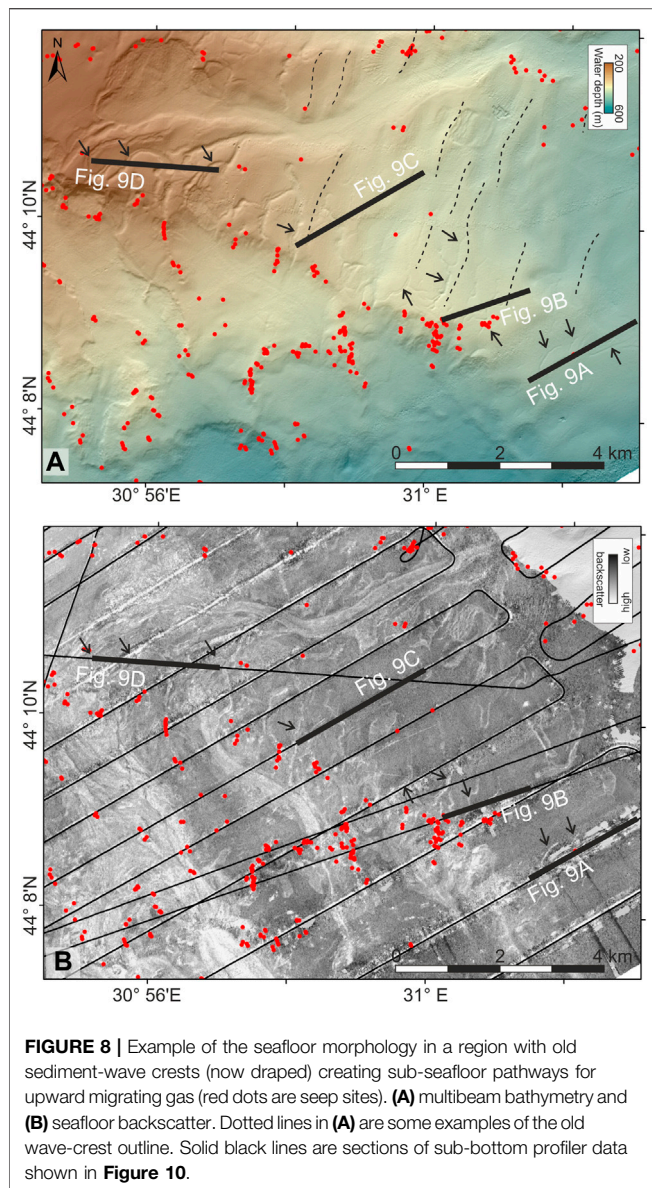 N
200
600
Water depth (m)
Fig. 9D
Fig. 9C
Fig. 9B
Fig. 9A
44° 10'N
44° 8'N
A
0 2 4 km
30° 56'E
31° E
low
high
backscatter
Fig. 9D
Fig. 9C
Fig. 9B
Fig. 9A
44° 10'N
44° 8'N
B
0 2 4 km
30° 56'E
31° E
FIGURE 8 | Example of the seafloor morphology in a region with old
sediment-wave crests (now draped) creating sub-seafloor pathways for
upward migrating gas (red dots are seep sites). (A) multibeam bathymetry and
(B) seafloor backscatter. Dotted lines in (A) are some examples of the old
wave-crest outline. Solid black lines are sections of sub-bottom profiler data
shown in Figure 10.